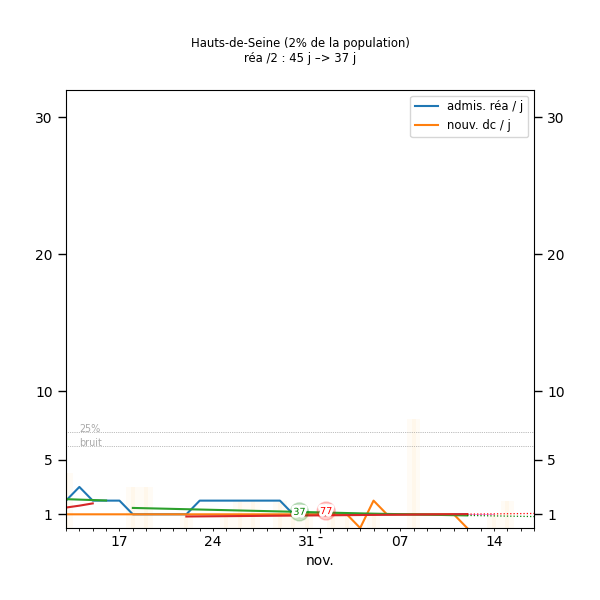 Hauts-de-Seine (2% de la population)
réa /2 : 45 j –> 37 j
admis. réa / j
nouv. dc / j
30 30
20 20
10 10
25%
bruit
5 5
37 77
1 1
17 24 31 - 07 14
nov.